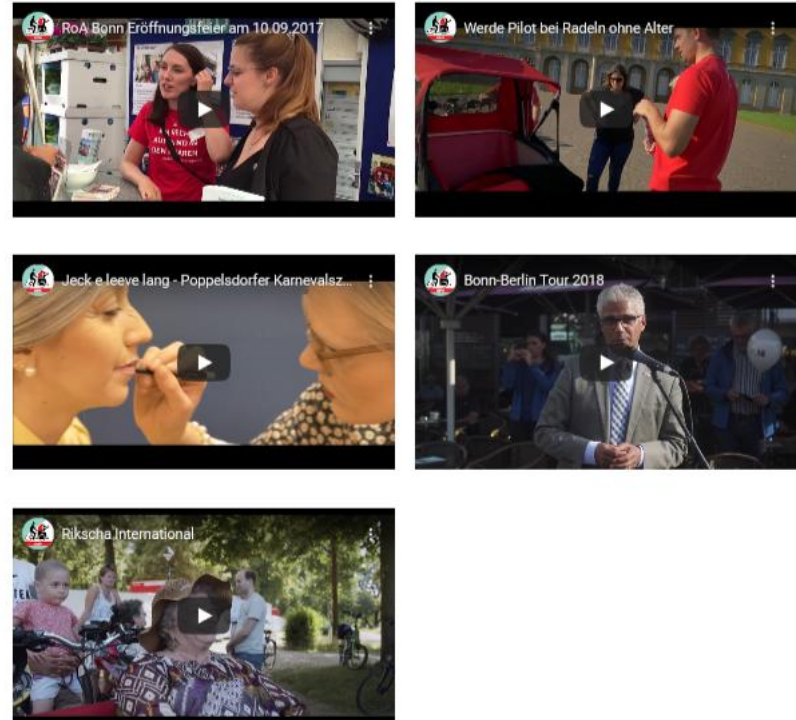 RoA Bonn Eröffnungsfeier am 10.09.2017
Werde Pilot bei Radeln ohne Alter
Jeck e leeve lang - Poppelsdorfer Karnevalsz...
Bonn-Berlin Tour 2018
Rikscha International